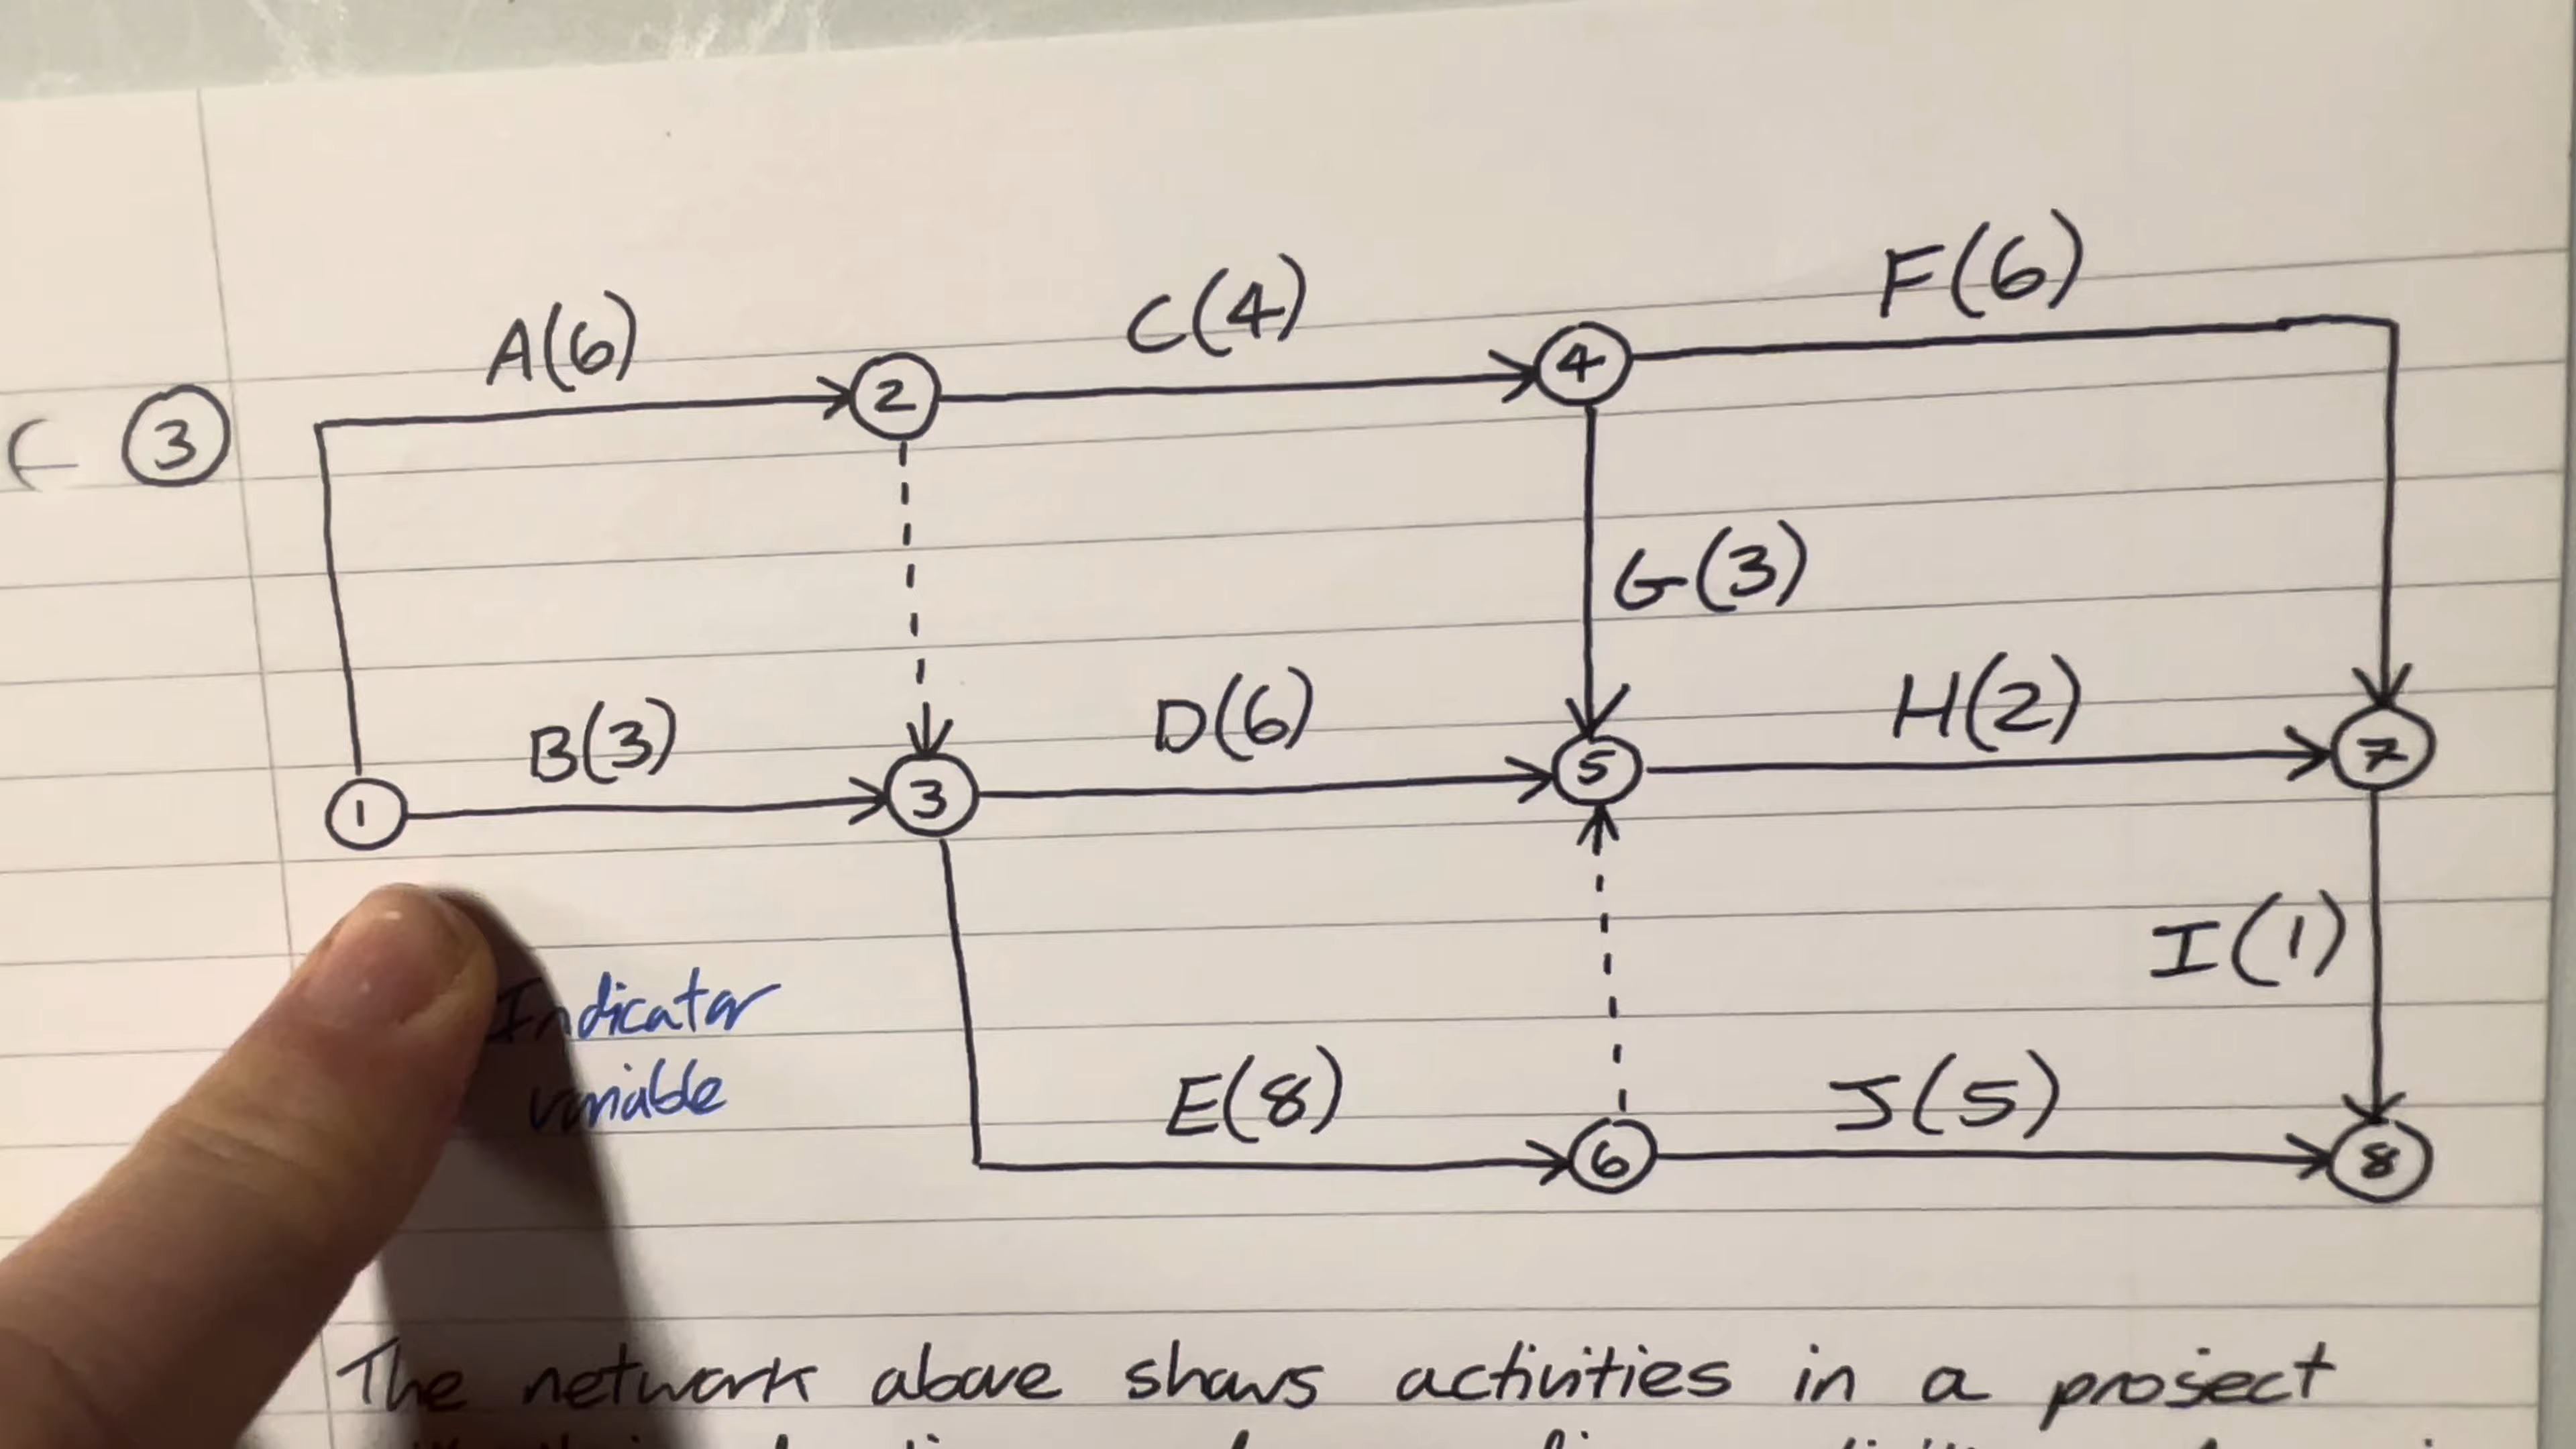 F(6)
C(4)
A(6)
4
2
3
G(3)
D(6)
H(2)
B(3)
7
5
3
1
I(1)
Indicator
variable
E(8)
J(5)
6
8
The network above shows activities in a project